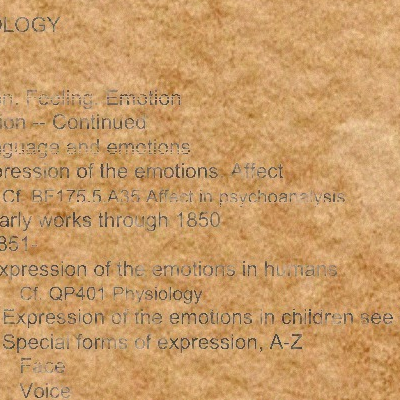 OLOGY
n. Feeling. Emotion
ion -- Continued
guage and emotions
pression of the emotions. Affect
Cf. BF175.5.A35 Affect in psychoanalysis
arly works through 1850
851-
xpression of the emotions in humans
Cf. QP401 Physiology
Expression of the emotions in children see
Special forms of expression, A-Z
Face
Voice